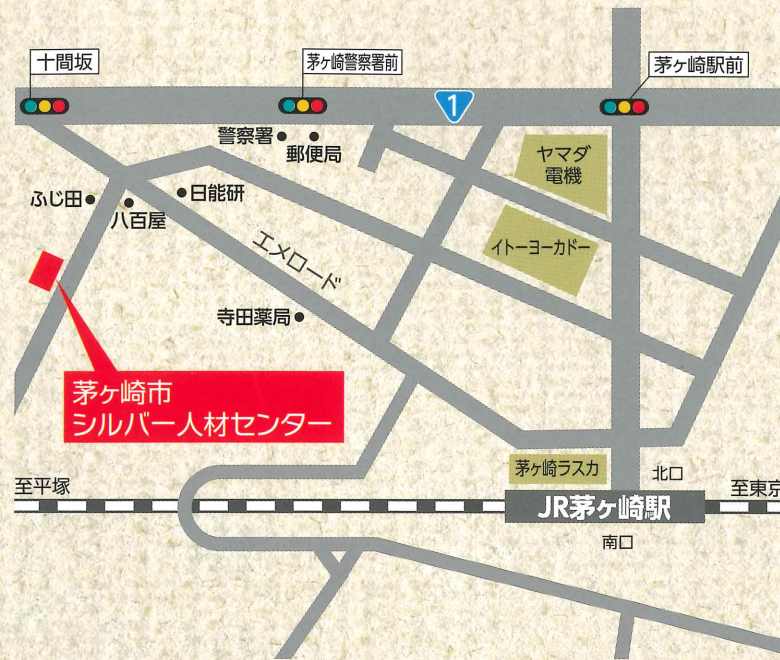 十間坂
茅ヶ崎警察署前
茅ヶ崎駅前
1
警察署
郵便局
ヤマダ
電機
ふじ田
八百屋
日能研
エメロード
イトーヨーカドー
寺田薬局
茅ヶ崎市
シルバー人材センター
茅ヶ崎ラスカ
北口
至平塚
JR茅ヶ崎駅
至東京
南口